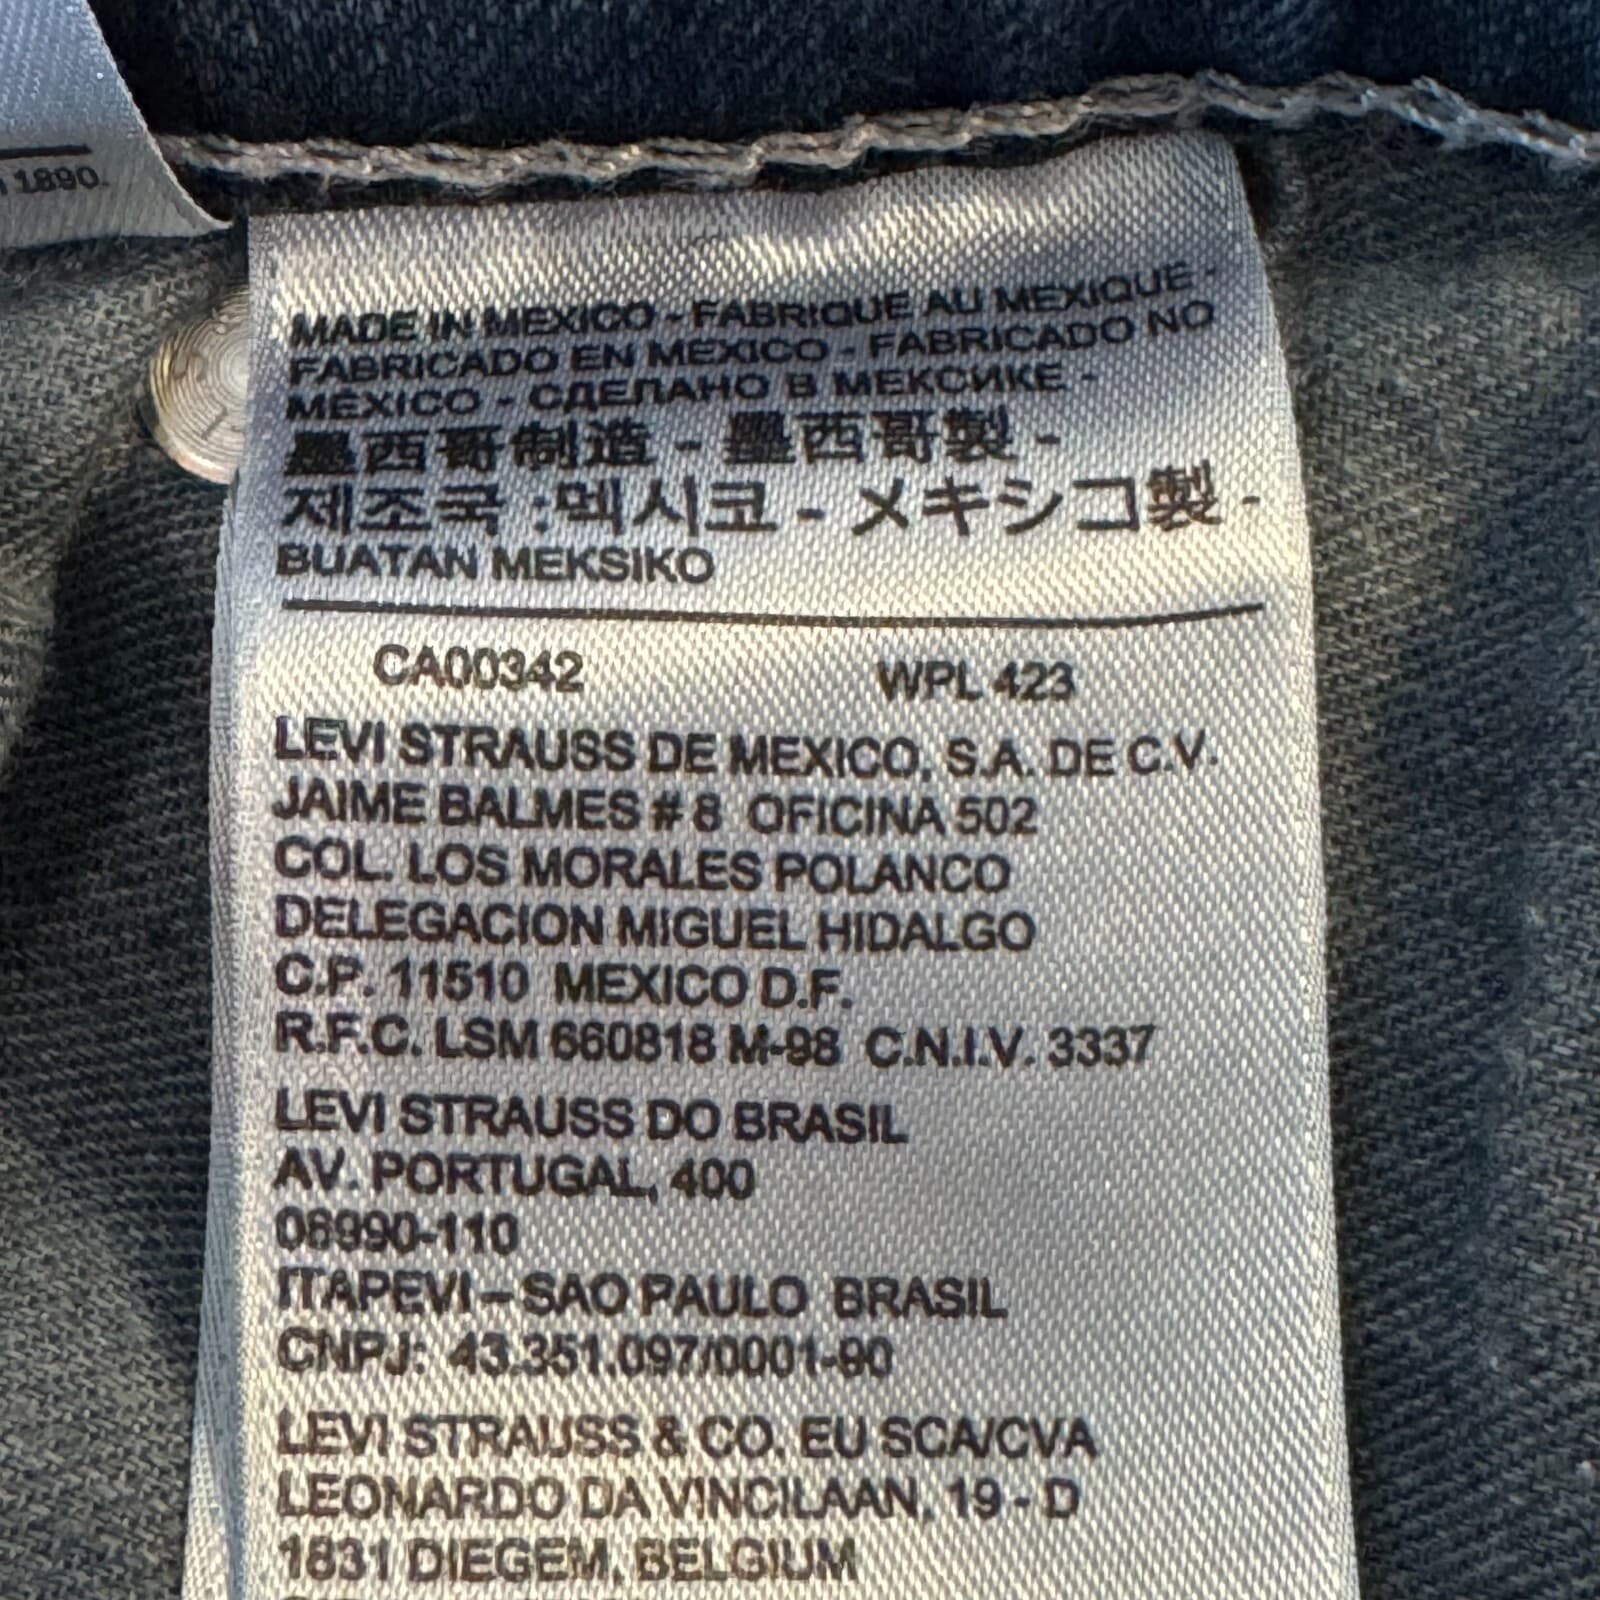 1890.
MADE IN MEXICO - FABRIQUE AU MEXIQUE -
FABRICADO EN MEXICO - FABRICADO NO
MÉXICO - СДЕЛАНО В МЕКСИКЕ -
墨西哥制造 - 墨西哥製 -
제조국 :멕시코 - メキシコ製 -
BUATAN MEKSIKO
CA00342 WPL 423
LEVI STRAUSS DE MEXICO, S.A. DE C.V.
JAIME BALMES # 8 OFICINA 502
COL. LOS MORALES POLANCO
DELEGACION MIGUEL HIDALGO
C.P. 11510 MEXICO D.F.
R.F.C. LSM 660818 M-98 C.N.I.V. 3337
LEVI STRAUSS DO BRASIL
AV. PORTUGAL, 400
06990-110
ITAPEVI – SAO PAULO BRASIL
CNPJ: 43.351.097/0001-90
LEVI STRAUSS & CO. EU SCA/CVA
LEONARDO DA VINCILAAN, 19 - D
1831 DIEGEM, BELGIUM